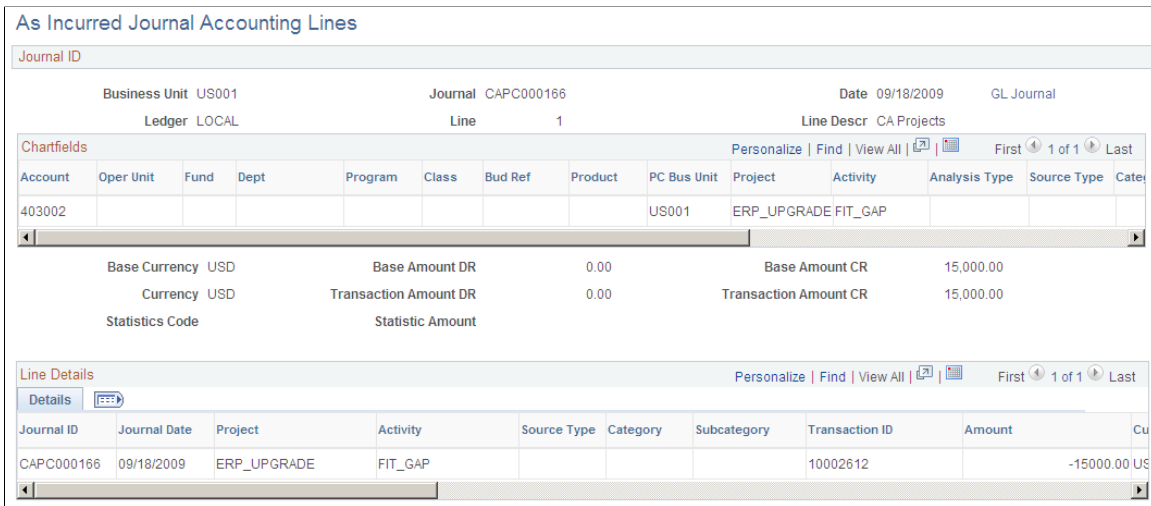 As Incurred Journal Accounting Lines
Journal ID
Business Unit US001 Journal CAPC000166 Date 09/18/2009 GL Journal
Ledger LOCAL Line 1 Line Descr CA Projects
Chartfields Personalize | Find | View All | | First 1 of 1 Last
Account Oper Unit Fund Dept Program Class Bud Ref Product PC Bus Unit Project Activity Analysis Type Source Type Categ
403002 US001 ERP_UPGRADE FIT_GAP
Base Currency USD Base Amount DR 0.00 Base Amount CR 15,000.00
Currency USD Transaction Amount DR 0.00 Transaction Amount CR 15,000.00
Statistics Code Statistic Amount
Line Details Personalize | Find | View All | | First 1 of 1 Last
Details
Journal ID Journal Date Project Activity Source Type Category Subcategory Transaction ID Amount Cu
CAPC000166 09/18/2009 ERP_UPGRADE FIT_GAP 10002612 -15000.00 US